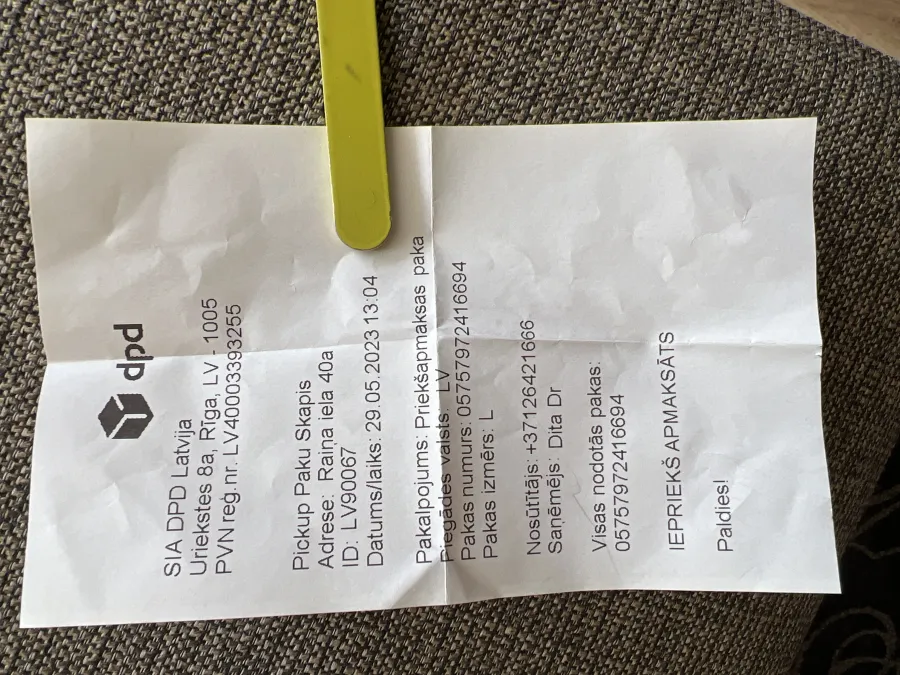 dpd
SIA DPD Latvija
Uriekstes 8a, Rīga, LV - 1005
PVN reg.nr. LV40003393255
Pickup Paku Skapis
Adrese: Raiņa iela 40a
ID: LV90067
Datums/laiks: 29.05.2023 13:04
Pakalpojums: Priekšapmaksas paka
Piegādes valsts: LV
Pakas numurs: 05757972416694
Pakas izmērs: L
Nosūtītājs: +37126421666
Saņēmējs: Dita Dr
Visas nodotās pakas:
05757972416694
IEPRIEKŠ APMAKSĀTS
Paldies!